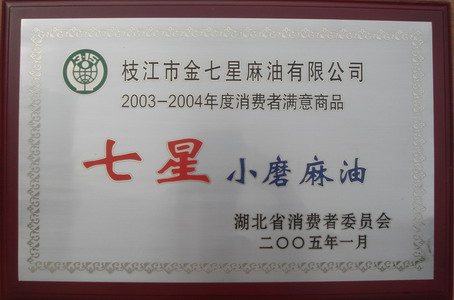 枝江市金七星麻油有限公司
2003-2004年度消费者满意商品
七星 小磨麻油
湖北省消费者委员会
二〇〇五年一月